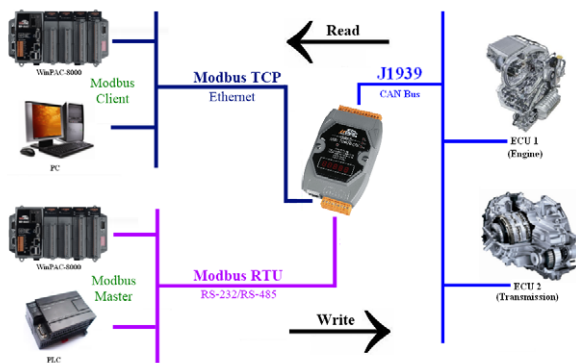 Read
WinPAC-8000
Modbus
Client
Modbus TCP
Ethernet
J1939
CAN Bus
PC
ECU 1
(Engine)
WinPAC-8000
Modbus
Master
Modbus RTU
RS-232/RS-485
ECU 2
(Transmission)
PLC
Write